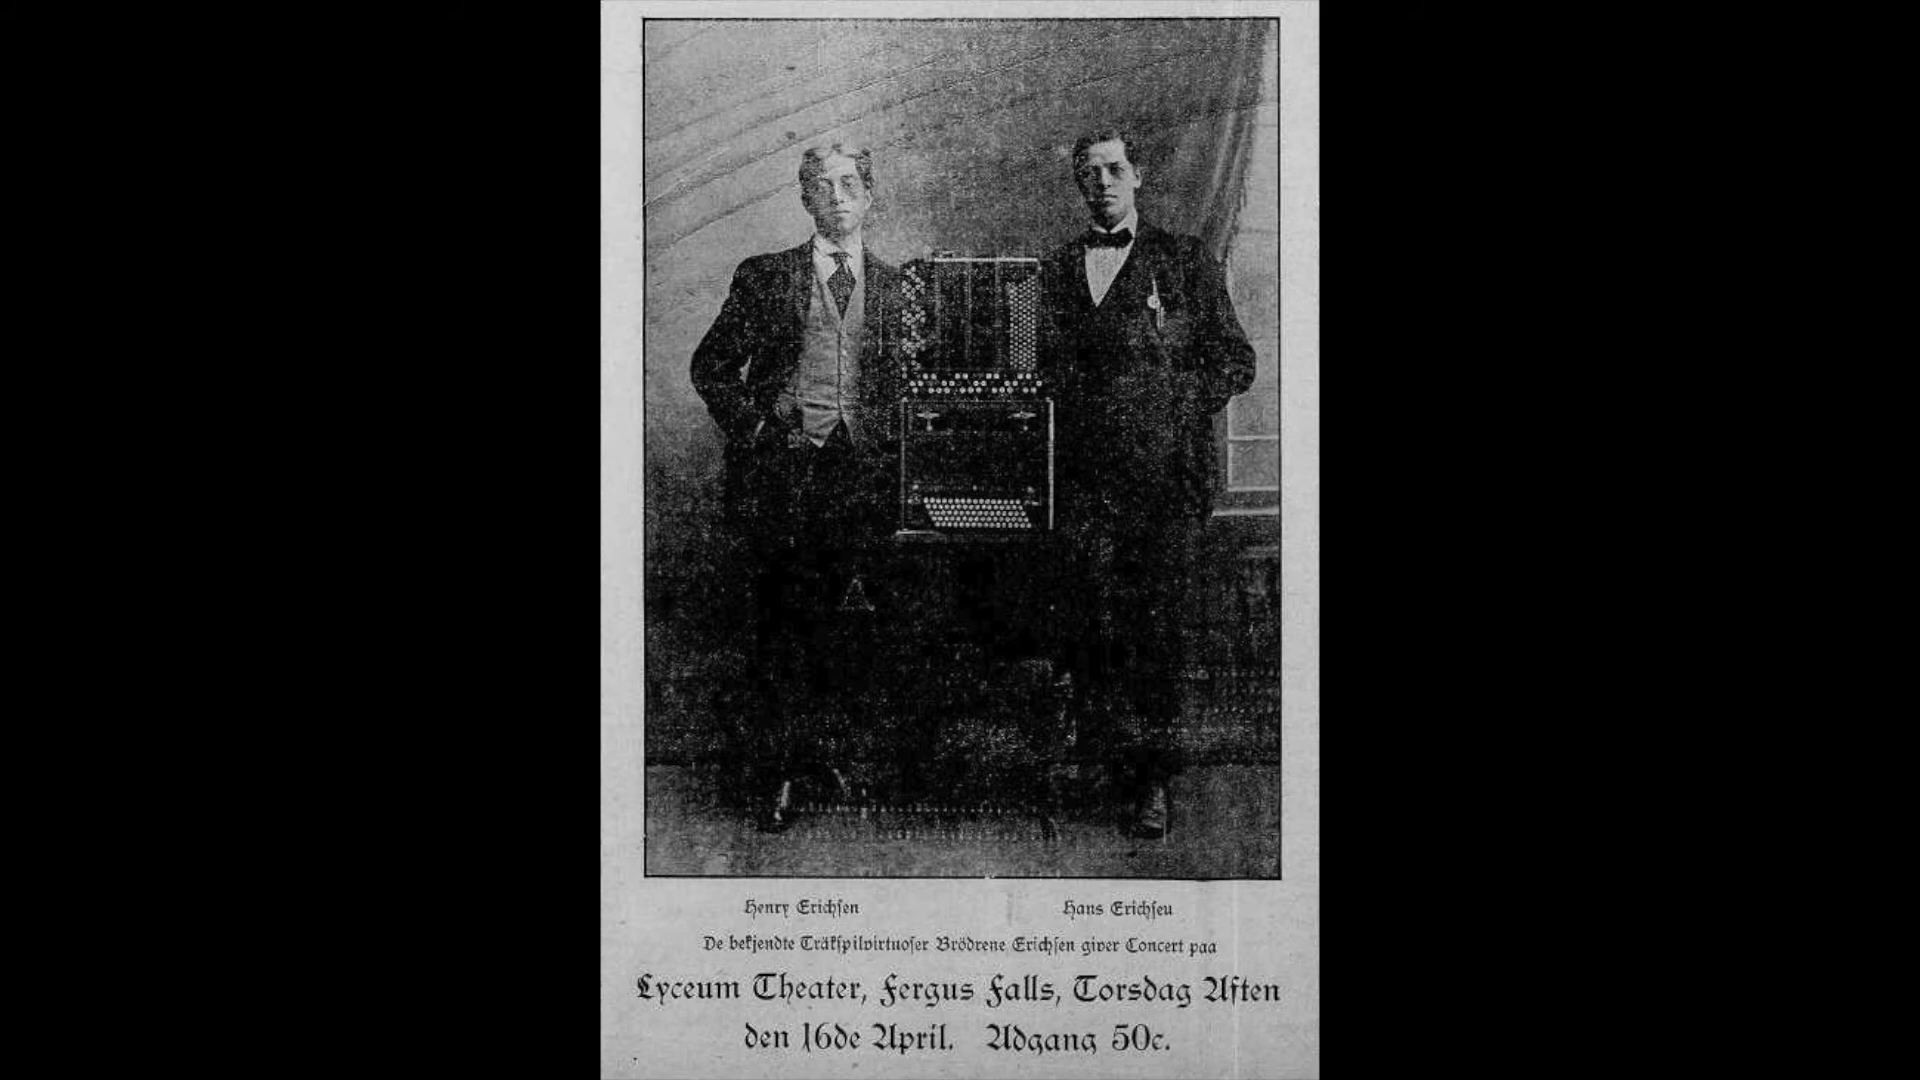 Henry Erichsen
Hans Erichseu
De bekjendte Träkspilvirtuoser Brödrene Erichsen giver Concert paa
Lyceum Theater, Fergus Falls, Torsdag Aften
den 16de April. Adgang 50c.